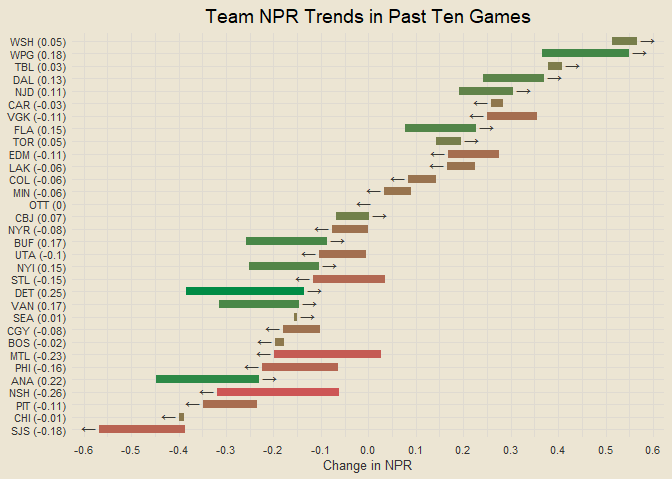 Team NPR Trends in Past Ten Games
WSH (0.05)
WPG (0.18)
TBL (0.03)
DAL (0.13)
NJD (0.11)
CAR (-0.03)
VGK (-0.11)
FLA (0.15)
TOR (0.05)
EDM (-0.11)
LAK (-0.06)
COL (-0.06)
MIN (-0.06)
OTT (0)
CBJ (0.07)
NYR (-0.08)
BUF (0.17)
UTA (-0.1)
NYI (0.15)
STL (-0.15)
DET (0.25)
VAN (0.17)
SEA (0.01)
CGY (-0.08)
BOS (-0.02)
MTL (-0.23)
PHI (-0.16)
ANA (0.22)
NSH (-0.26)
PIT (-0.11)
CHI (-0.01)
SJS (-0.18)
-0.6 -0.5 -0.4 -0.3 -0.2 -0.1 0.0 0.1 0.2 0.3 0.4 0.5 0.6
Change in NPR